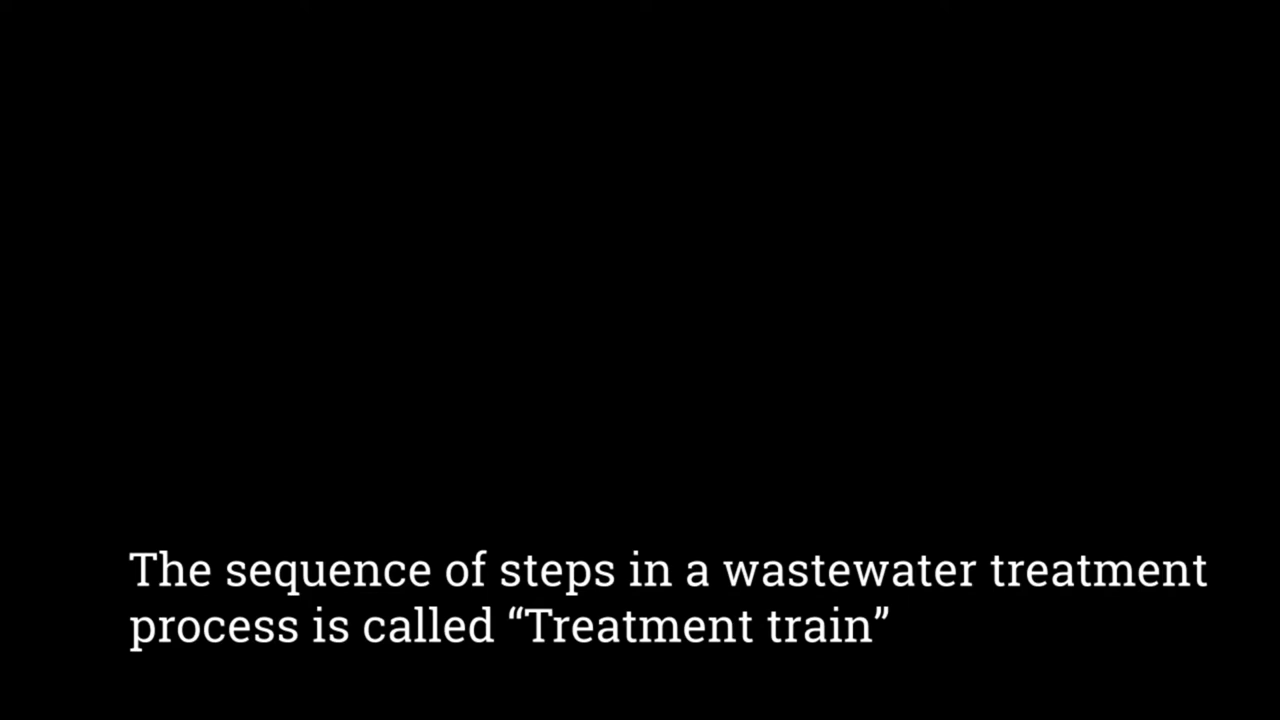 The sequence of steps in a wastewater treatment
process is called “Treatment train”